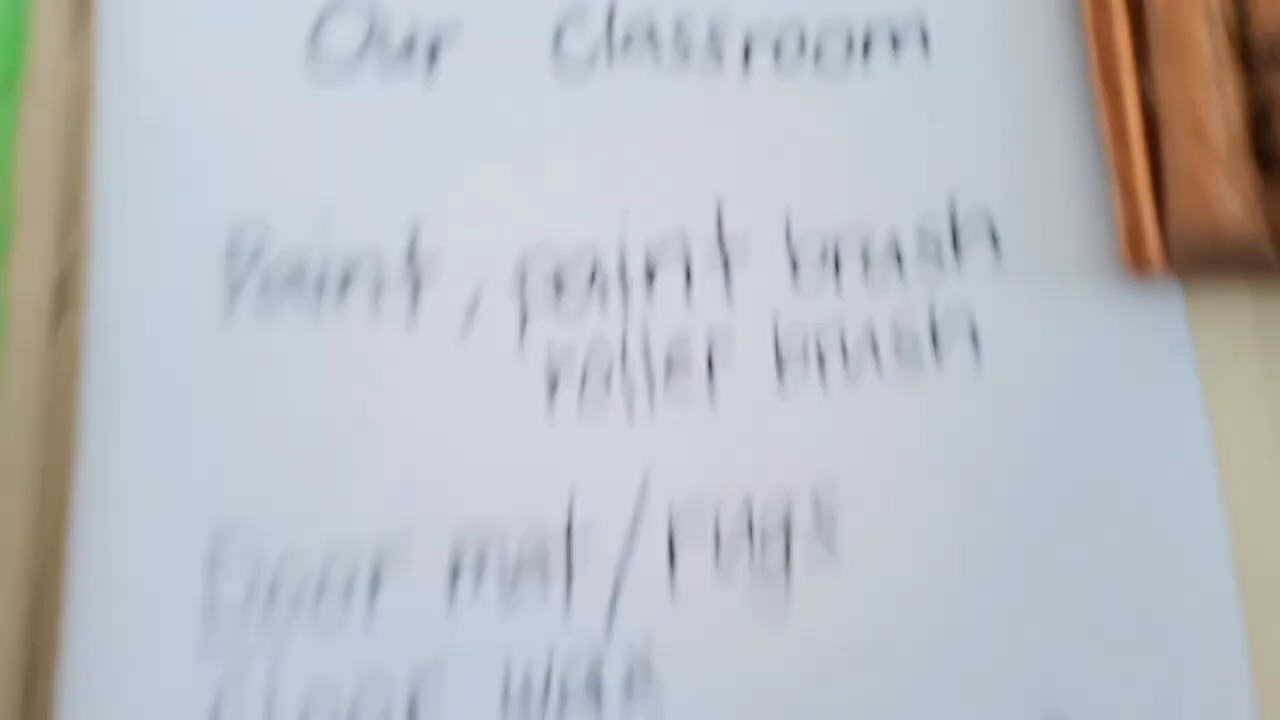 Our Classroom
Paint, paint brush
roller brush
Door mat/rugs